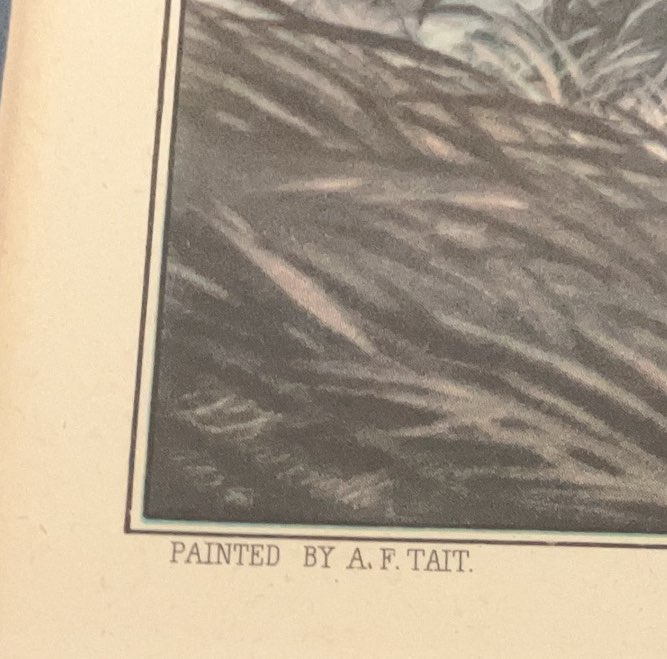 PAINTED BY A. F. TAIT.